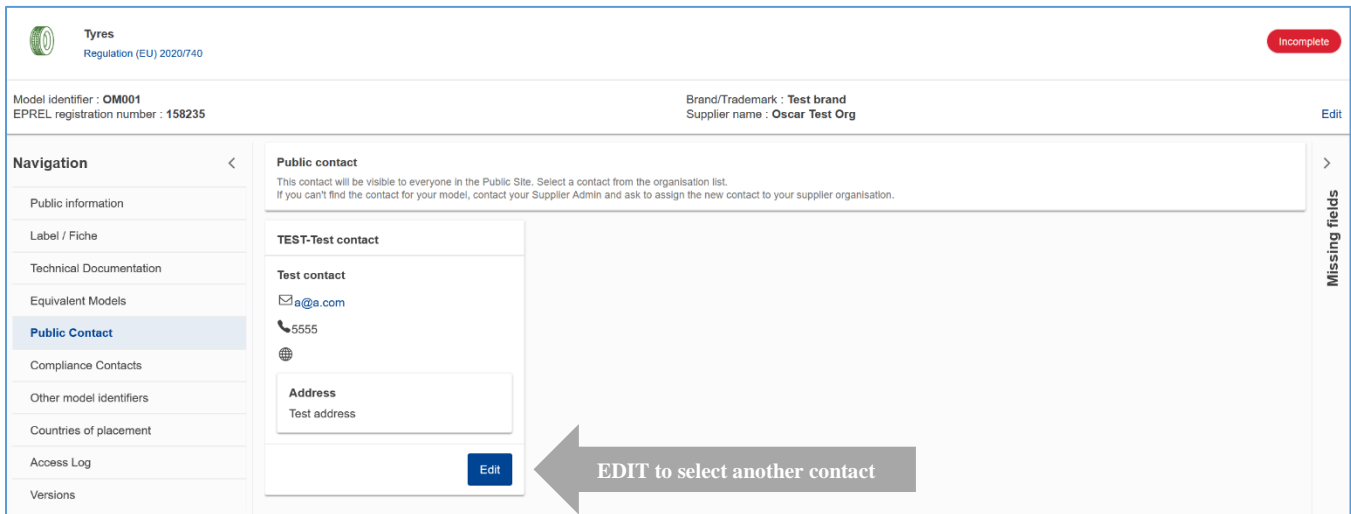 Tyres
Regulation (EU) 2020/740
Incomplete
Model identifier : OM001
EPREL registration number : 158235
Brand/Trademark : Test brand
Supplier name : Oscar Test Org
Edit
Navigation
Public information
Label / Fiche
Technical Documentation
Equivalent Models
Public Contact
Compliance Contacts
Other model identifiers
Countries of placement
Access Log
Versions
Public contact
This contact will be visible to everyone in the Public Site. Select a contact from the organisation list.
If you can't find the contact for your model, contact your Supplier Admin and ask to assign the new contact to your supplier organisation.
TEST-Test contact
Test contact
a@a.com
5555
Address
Test address
Edit
EDIT to select another contact
Missing fields